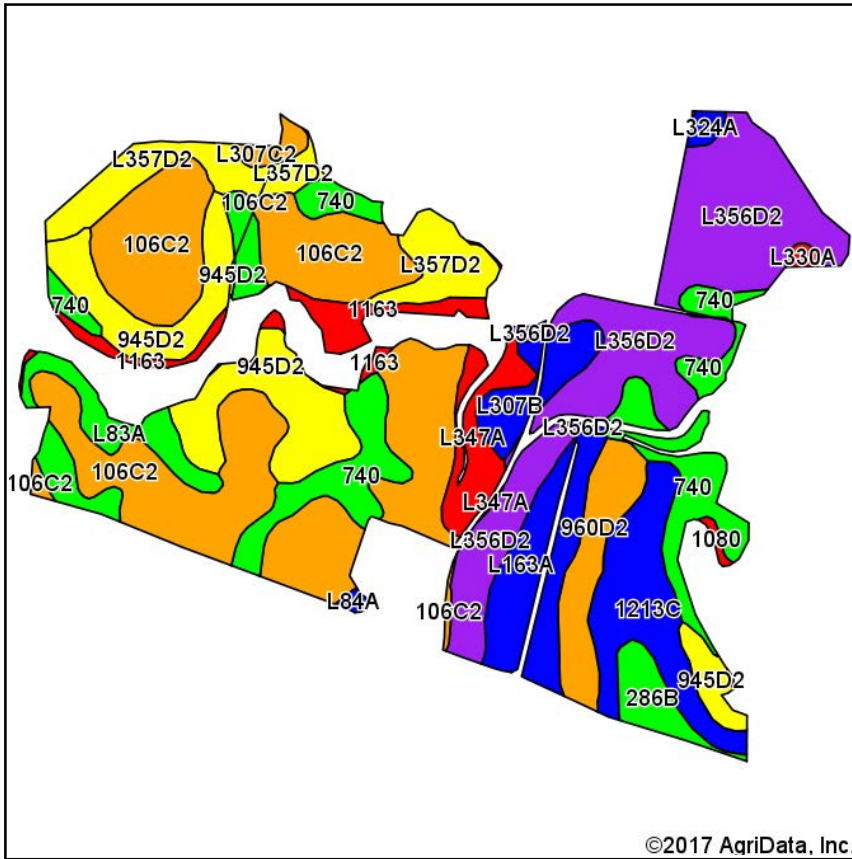 L324A
L307C2
L357D2
L357D2
106C2
740
L356D2
106C2
106C2
L330A
L357D2
945D2
740
740
1163
945D2
L356D2
L356D2
1163
945D2
1163
740
L307B
L356D2
L83A
L347A
106C2
740
740
106C2
L347A
960D2
1080
L356D2
L163A
L84A
106C2
1213C
945D2
286B
©2017 AgriData, Inc.